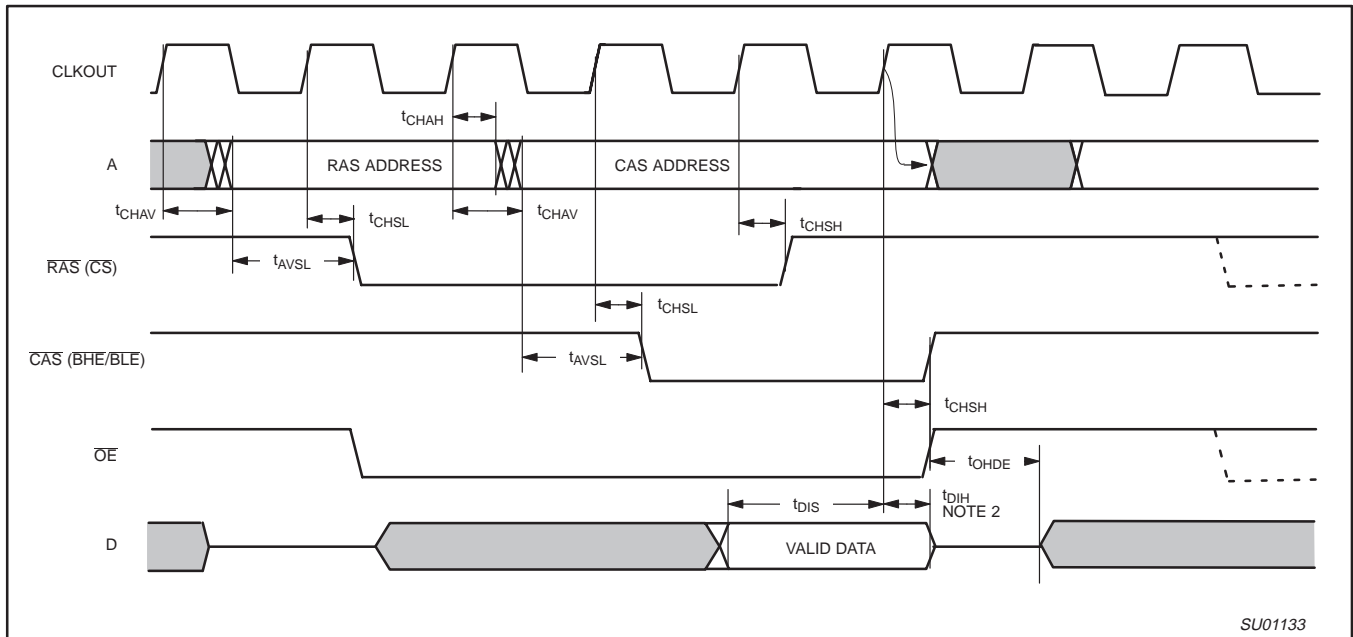 CLKOUT
tCHAH
A
RAS ADDRESS
CAS ADDRESS
tCHAV
tCHSL
tCHAV
tCHSH
RAS (CS)
tAVSL
tCHSL
CAS (BHE/BLE)
tAVSL
tCHSH
OE
tOHDE
tDIS
tDIH
NOTE 2
D
VALID DATA
SU01133